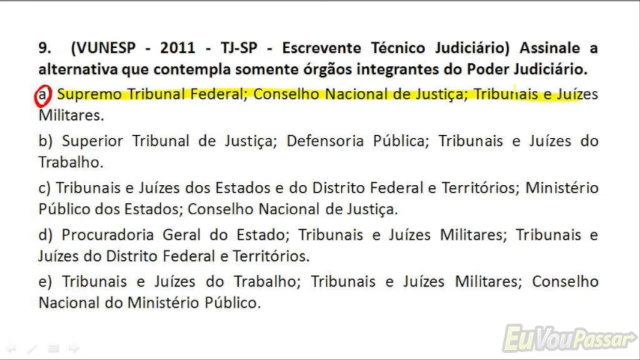 9. (VUNESP - 2011 - TJ-SP - Escrevente Técnico Judiciário) Assinale a
alternativa que contempla somente órgãos integrantes do Poder Judiciário.
a) Supremo Tribunal Federal; Conselho Nacional de Justiça; Tribunais e Juízes
Militares.
b) Superior Tribunal de Justiça; Defensoria Pública; Tribunais e Juízes do
Trabalho.
c) Tribunais e Juízes dos Estados e do Distrito Federal e Territórios; Ministério
Público dos Estados; Conselho Nacional de Justiça.
d) Procuradoria Geral do Estado; Tribunais e Juízes Militares; Tribunais e
Juízes do Distrito Federal e Territórios.
e) Tribunais e Juízes do Trabalho; Tribunais e Juízes Militares; Conselho
Nacional do Ministério Público.
EuVouPassar